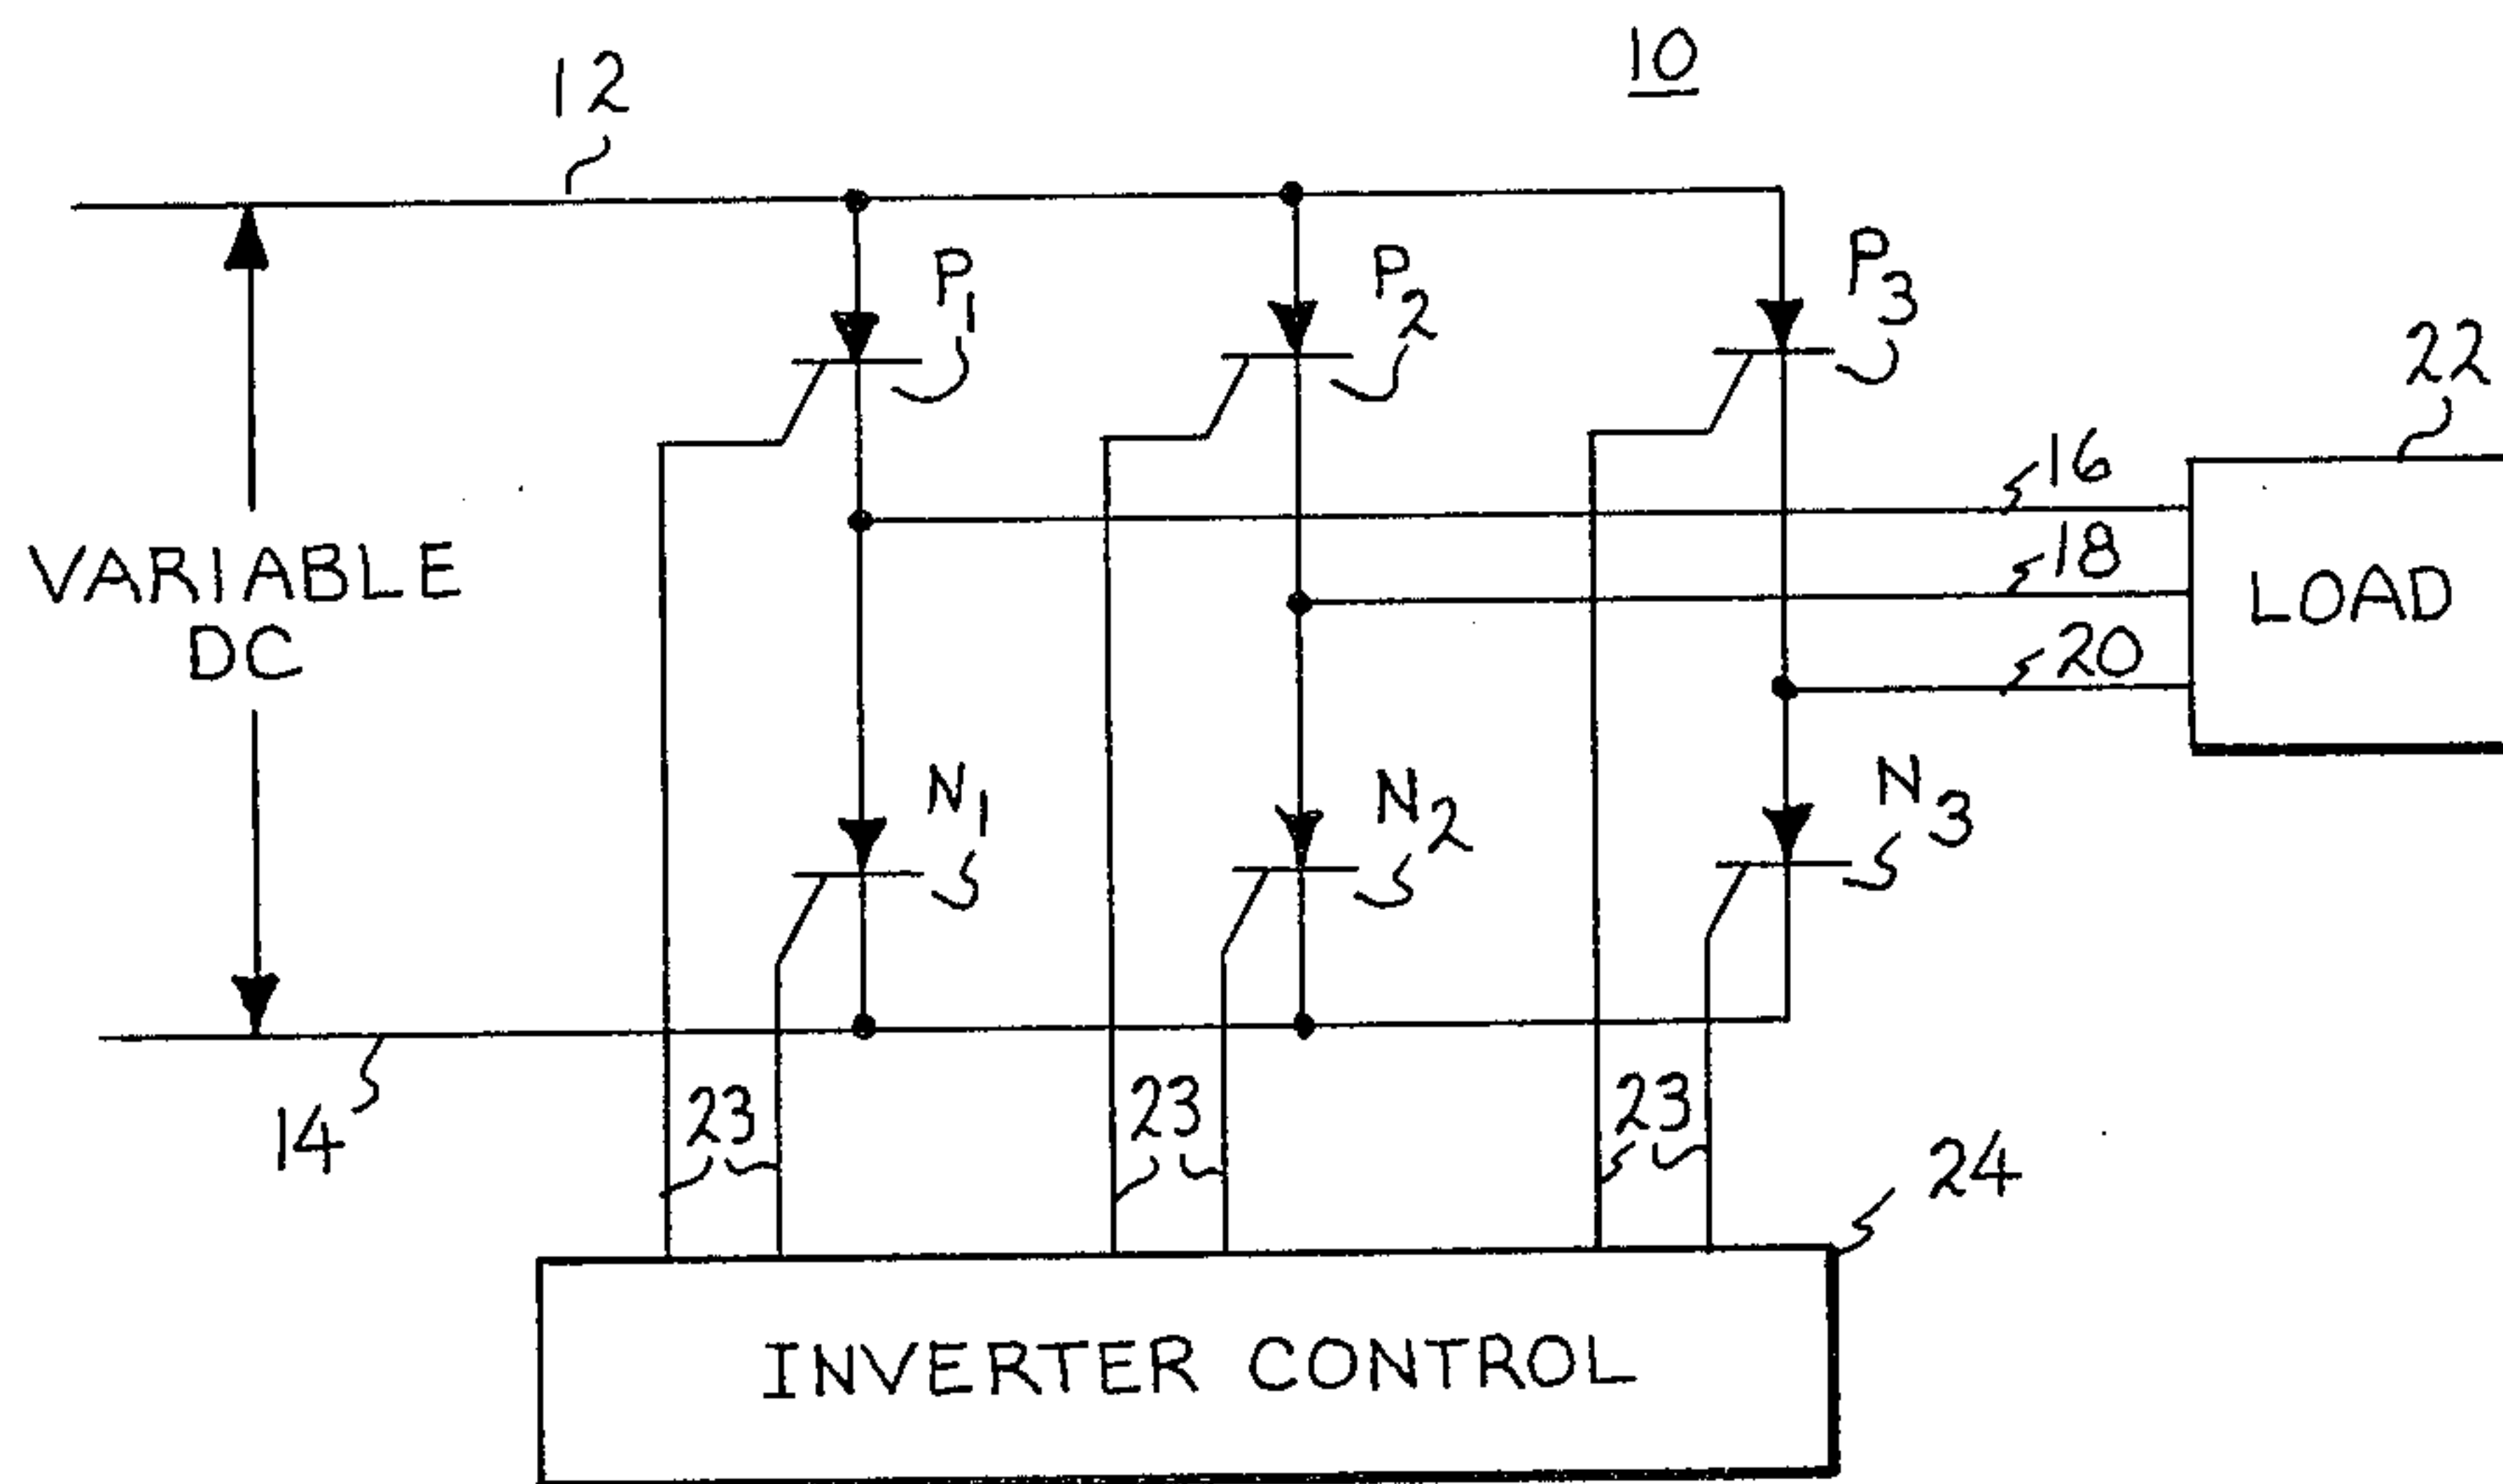 10
12
P1
P2
P3
22
16
18
20
LOAD
VARIABLE
DC
N1
N2
N3
14
23
23
23
24
INVERTER CONTROL